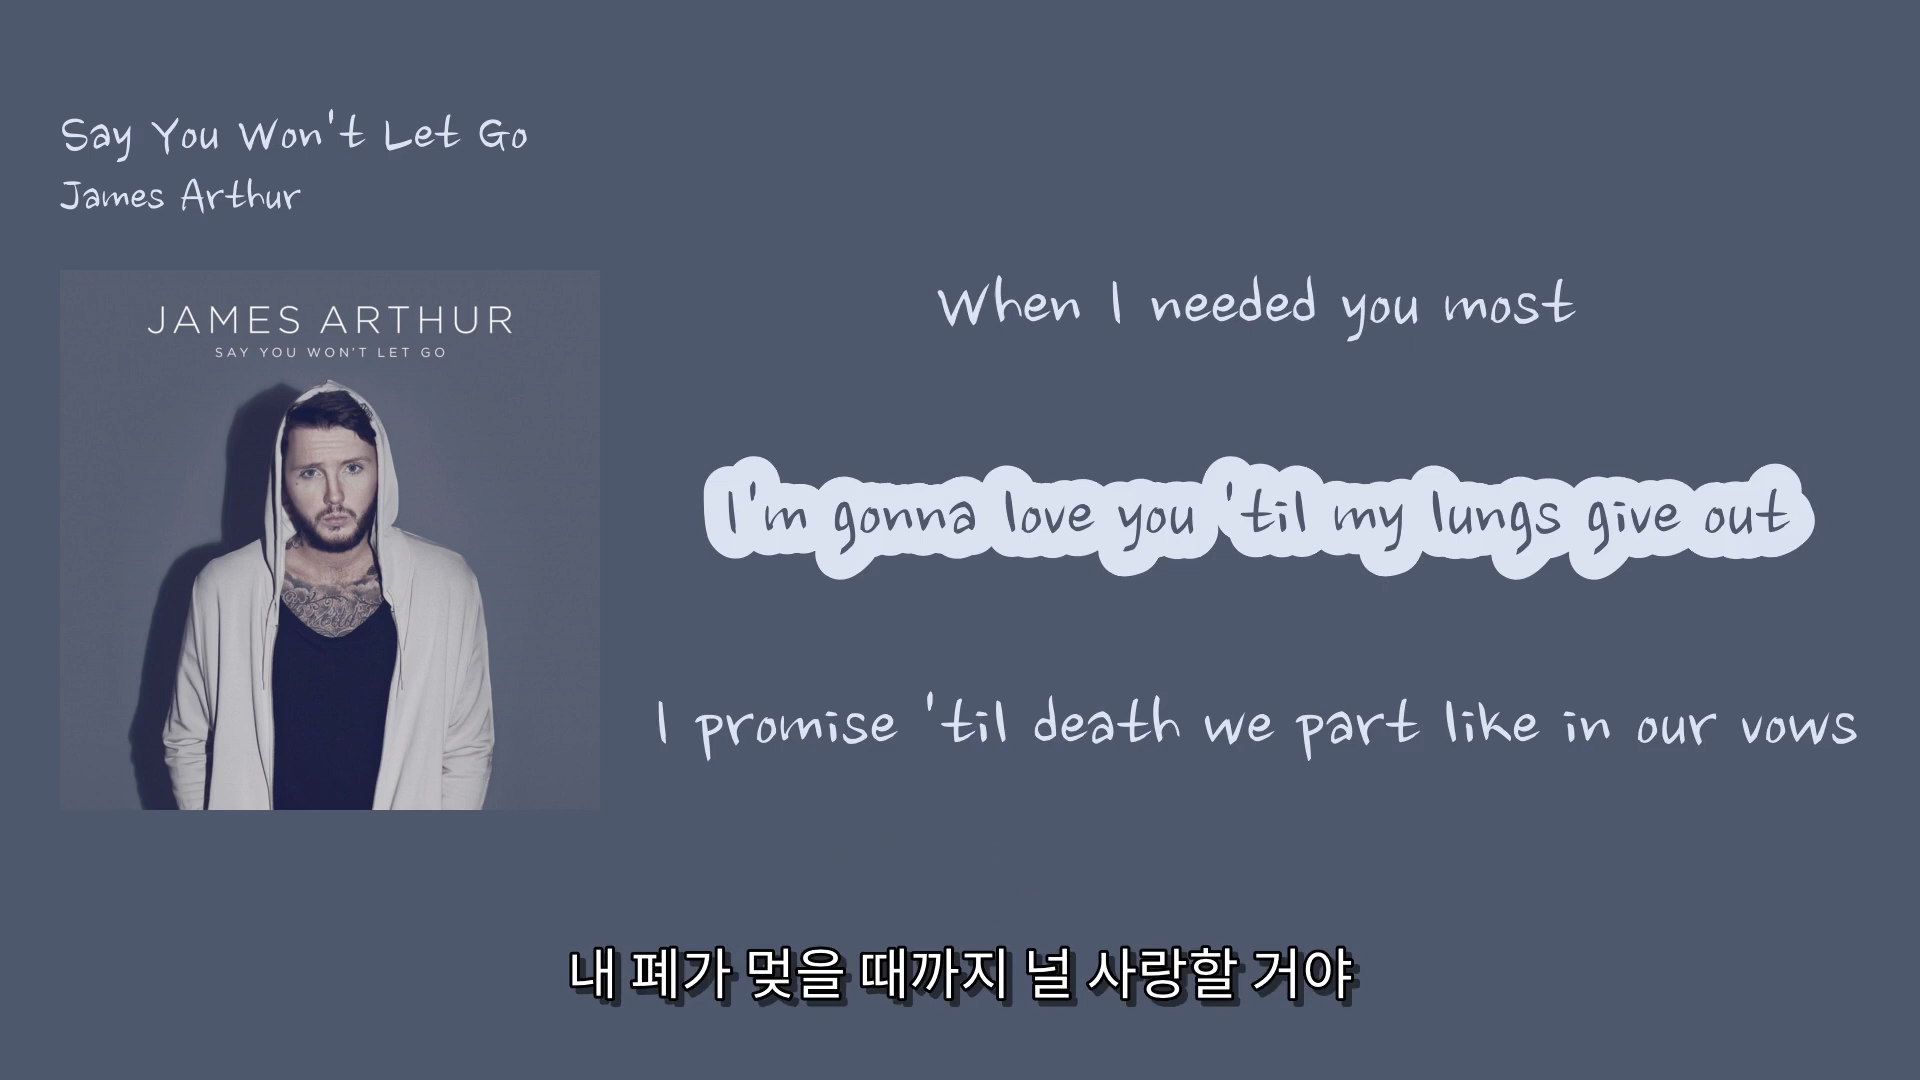 Say You Won't Let Go
James Arthur
JAMES ARTHUR
SAY YOU WON'T LET GO
When I needed you most
I'm gonna love you 'til my lungs give out
I promise 'til death we part like in our vows
내 폐가 멎을 때까지 널 사랑할 거야